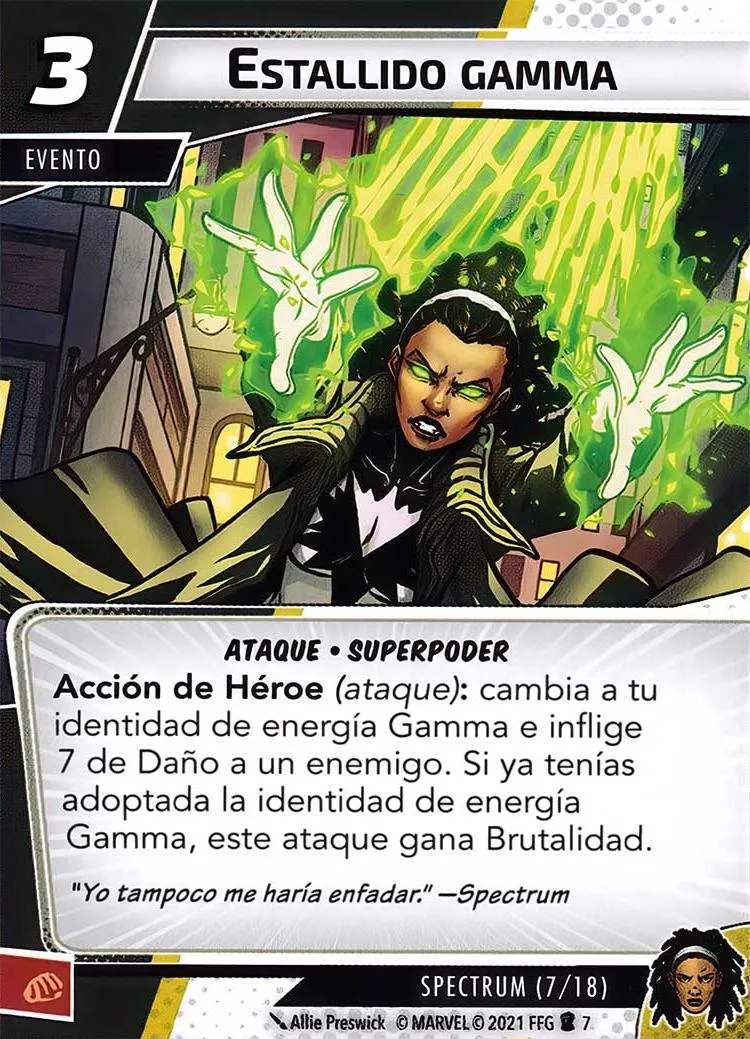 3
ESTALLIDO GAMMA
EVENTO
ATAQUE • SUPERPODER
Acción de Héroe (ataque): cambia a tu
identidad de energía Gamma e inflige
7 de Daño a un enemigo. Si ya tenías
adoptada la identidad de energía
Gamma, este ataque gana Brutalidad.
"Yo tampoco me haría enfadar." —Spectrum
SPECTRUM (7/18)
Allie Preswick © MARVEL © 2021 FFG 7